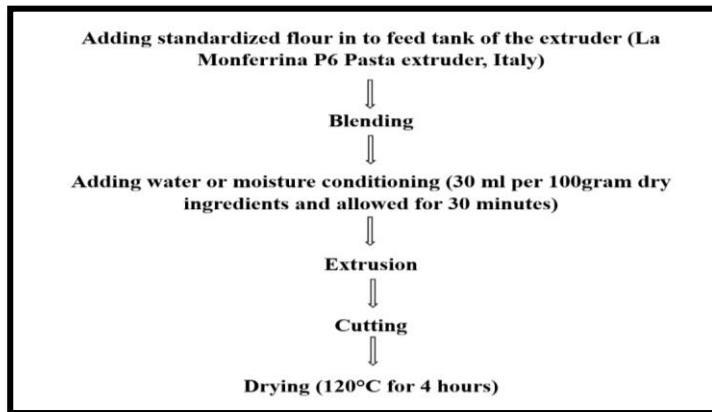 Adding standardized flour in to feed tank of the extruder (La
Monferrina P6 Pasta extruder, Italy)
Blending
Adding water or moisture conditioning (30 ml per 100gram dry
ingredients and allowed for 30 minutes)
Extrusion
Cutting
Drying (120°C for 4 hours)